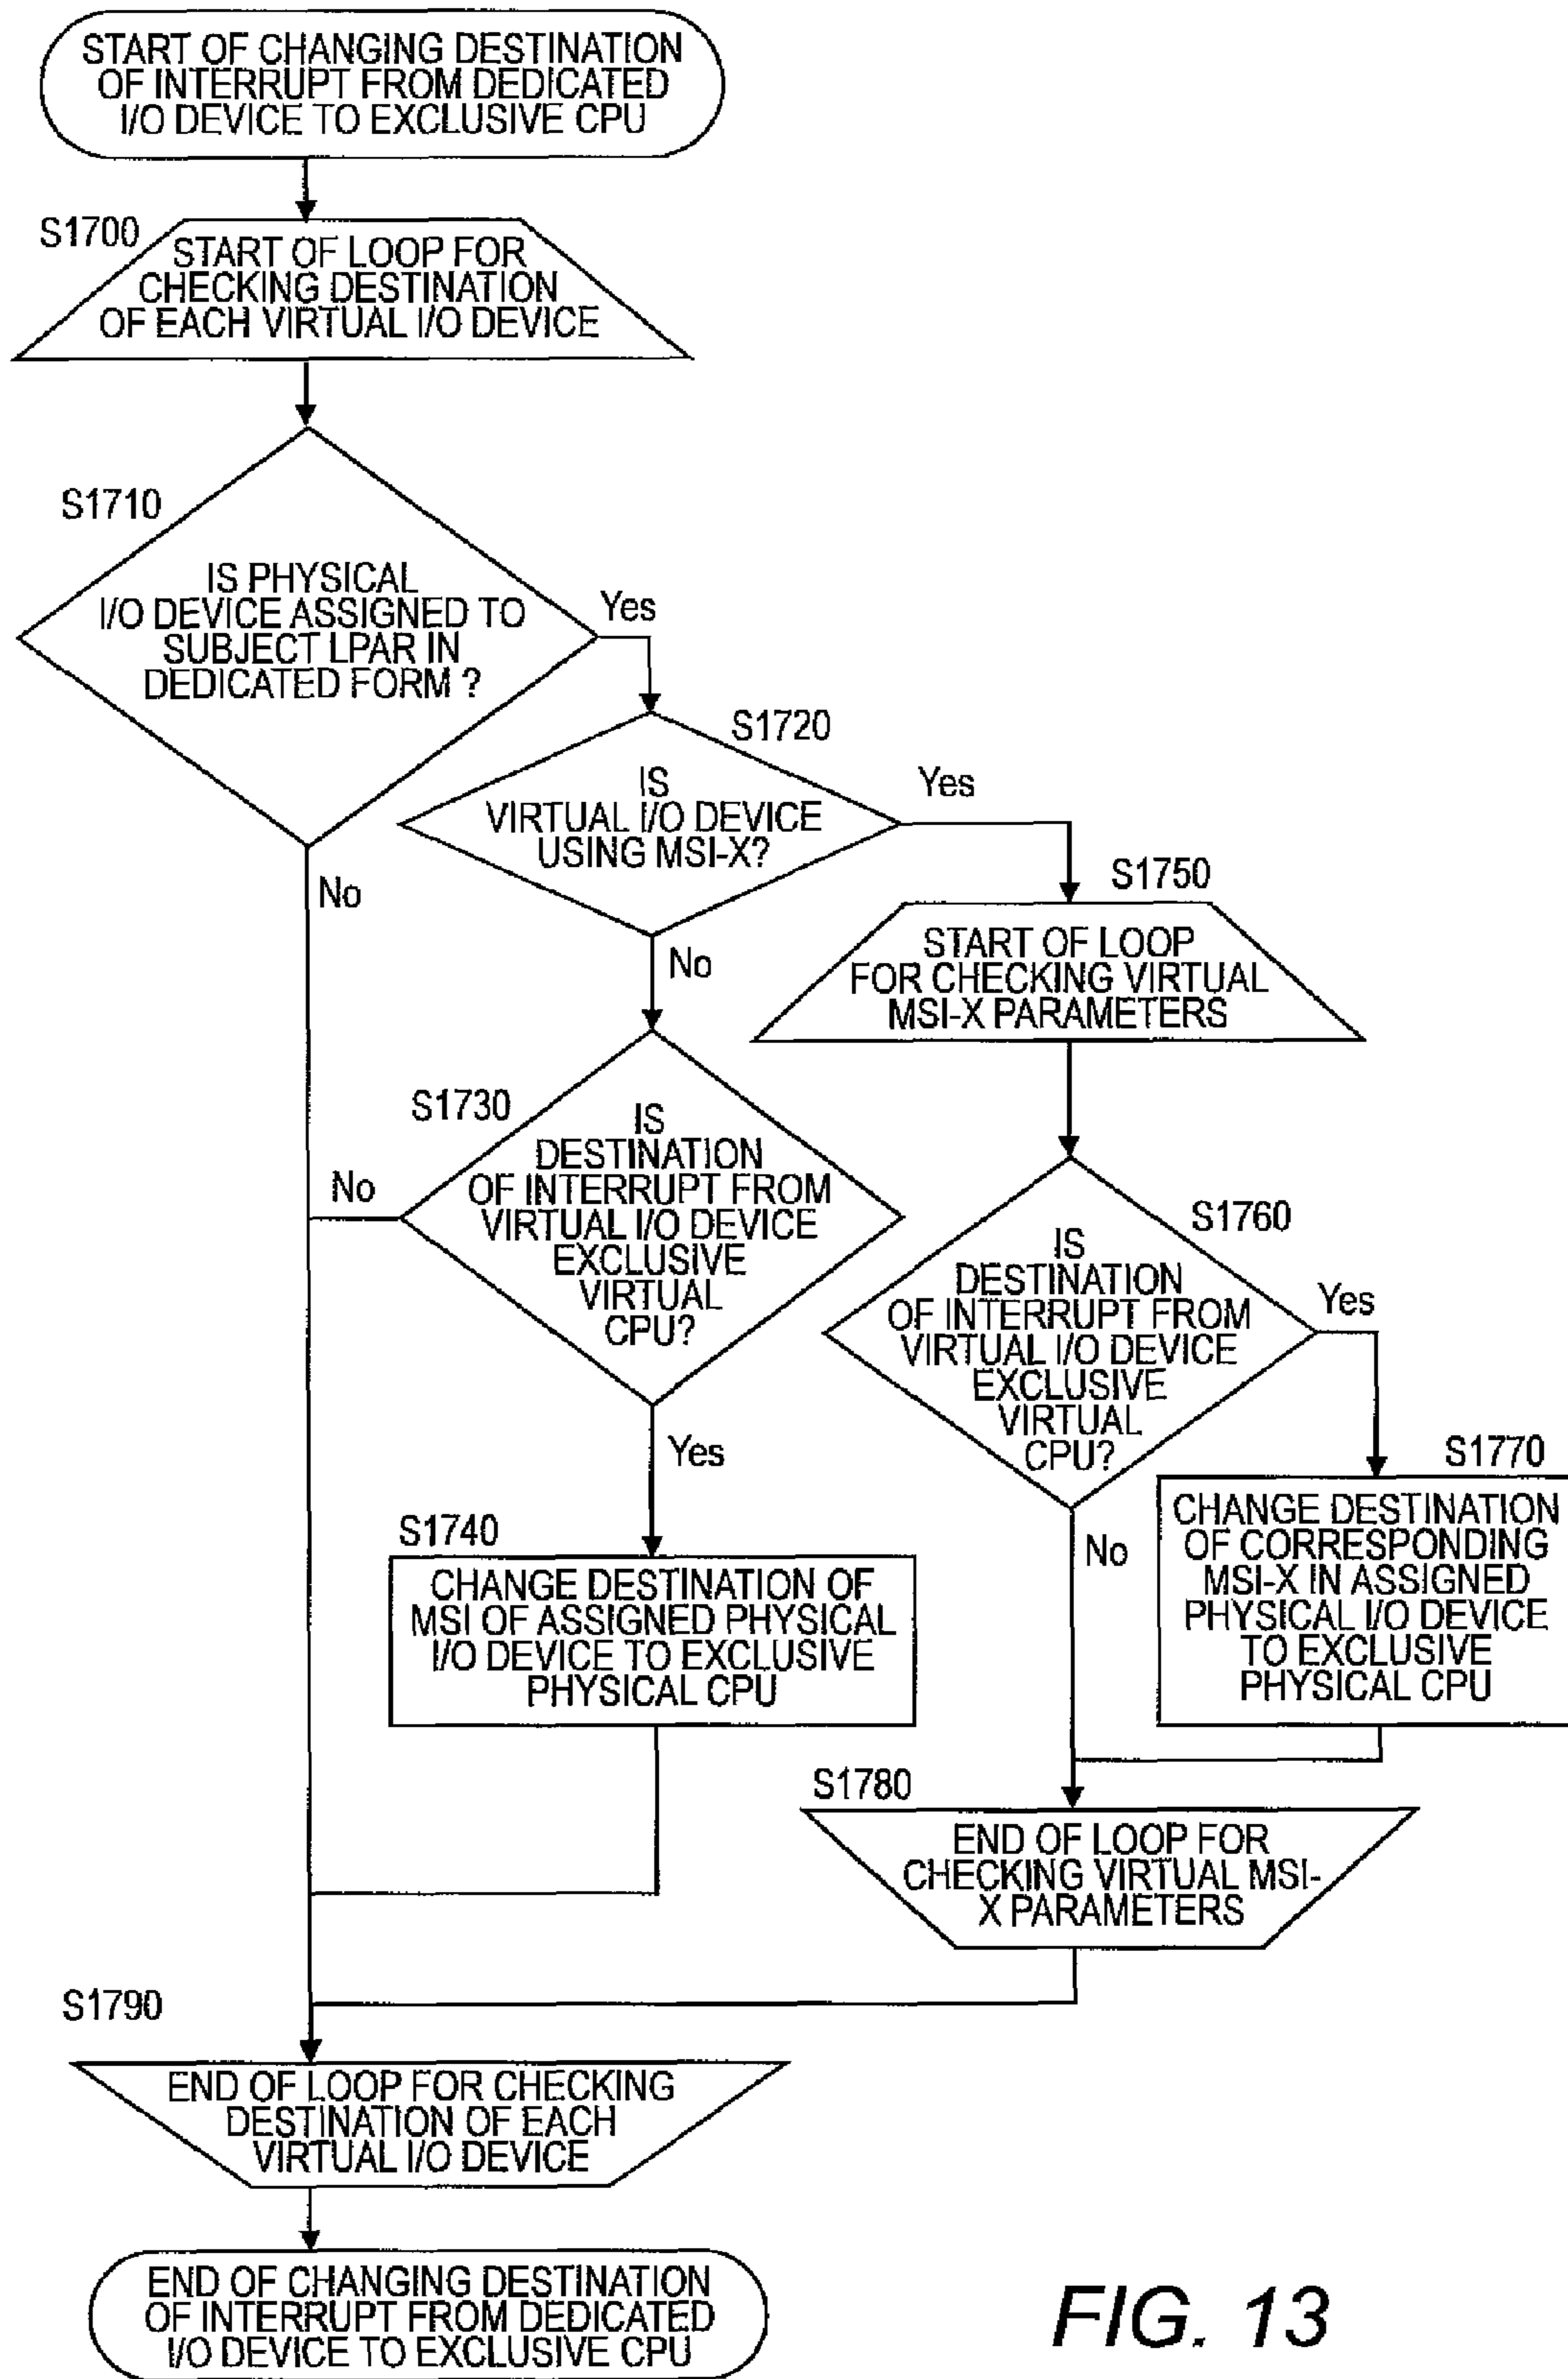 START OF CHANGING DESTINATION
OF INTERRUPT FROM DEDICATED
I/O DEVICE TO EXCLUSIVE CPU
S1700
START OF LOOP FOR
CHECKING DESTINATION
OF EACH VIRTUAL I/O DEVICE
S1710
IS PHYSICAL
I/O DEVICE ASSIGNED TO
SUBJECT LPAR IN
DEDICATED FORM ?
Yes
No
S1720
IS
VIRTUAL I/O DEVICE
USING MSI-X?
Yes
No
S1750
START OF LOOP
FOR CHECKING VIRTUAL
MSI-X PARAMETERS
S1730
IS
DESTINATION
OF INTERRUPT FROM
VIRTUAL I/O DEVICE
EXCLUSIVE
VIRTUAL
CPU?
No
Yes
S1760
IS
DESTINATION
OF INTERRUPT FROM
VIRTUAL I/O DEVICE
EXCLUSIVE
VIRTUAL
CPU?
Yes
No
S1740
CHANGE DESTINATION OF
MSI OF ASSIGNED PHYSICAL
I/O DEVICE TO EXCLUSIVE
PHYSICAL CPU
S1770
CHANGE DESTINATION
OF CORRESPONDING
MSI-X IN ASSIGNED
PHYSICAL I/O DEVICE
TO EXCLUSIVE
PHYSICAL CPU
S1780
END OF LOOP FOR
CHECKING VIRTUAL MSI-
X PARAMETERS
S1790
END OF LOOP FOR CHECKING
DESTINATION OF EACH
VIRTUAL I/O DEVICE
END OF CHANGING DESTINATION
OF INTERRUPT FROM DEDICATED
I/O DEVICE TO EXCLUSIVE CPU
FIG. 13